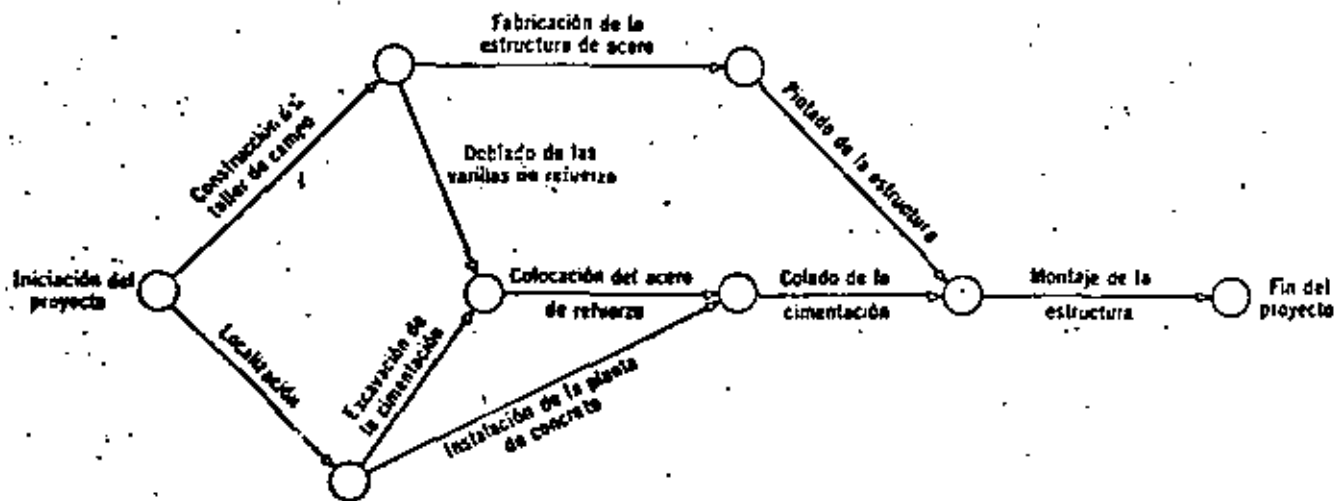 Fabricación de la
estructura de acero
Construcción de
taller de campo
Doblado de las
varillas de refuerzo
Pintado de la estructura
Iniciación del
proyecto
Colocación del acero
de refuerzo
Colado de la
cimentación
Montaje de la
estructura
Fin del
proyecto
Localización
Excavación de
la cimentación
Instalación de la planta
de concreto